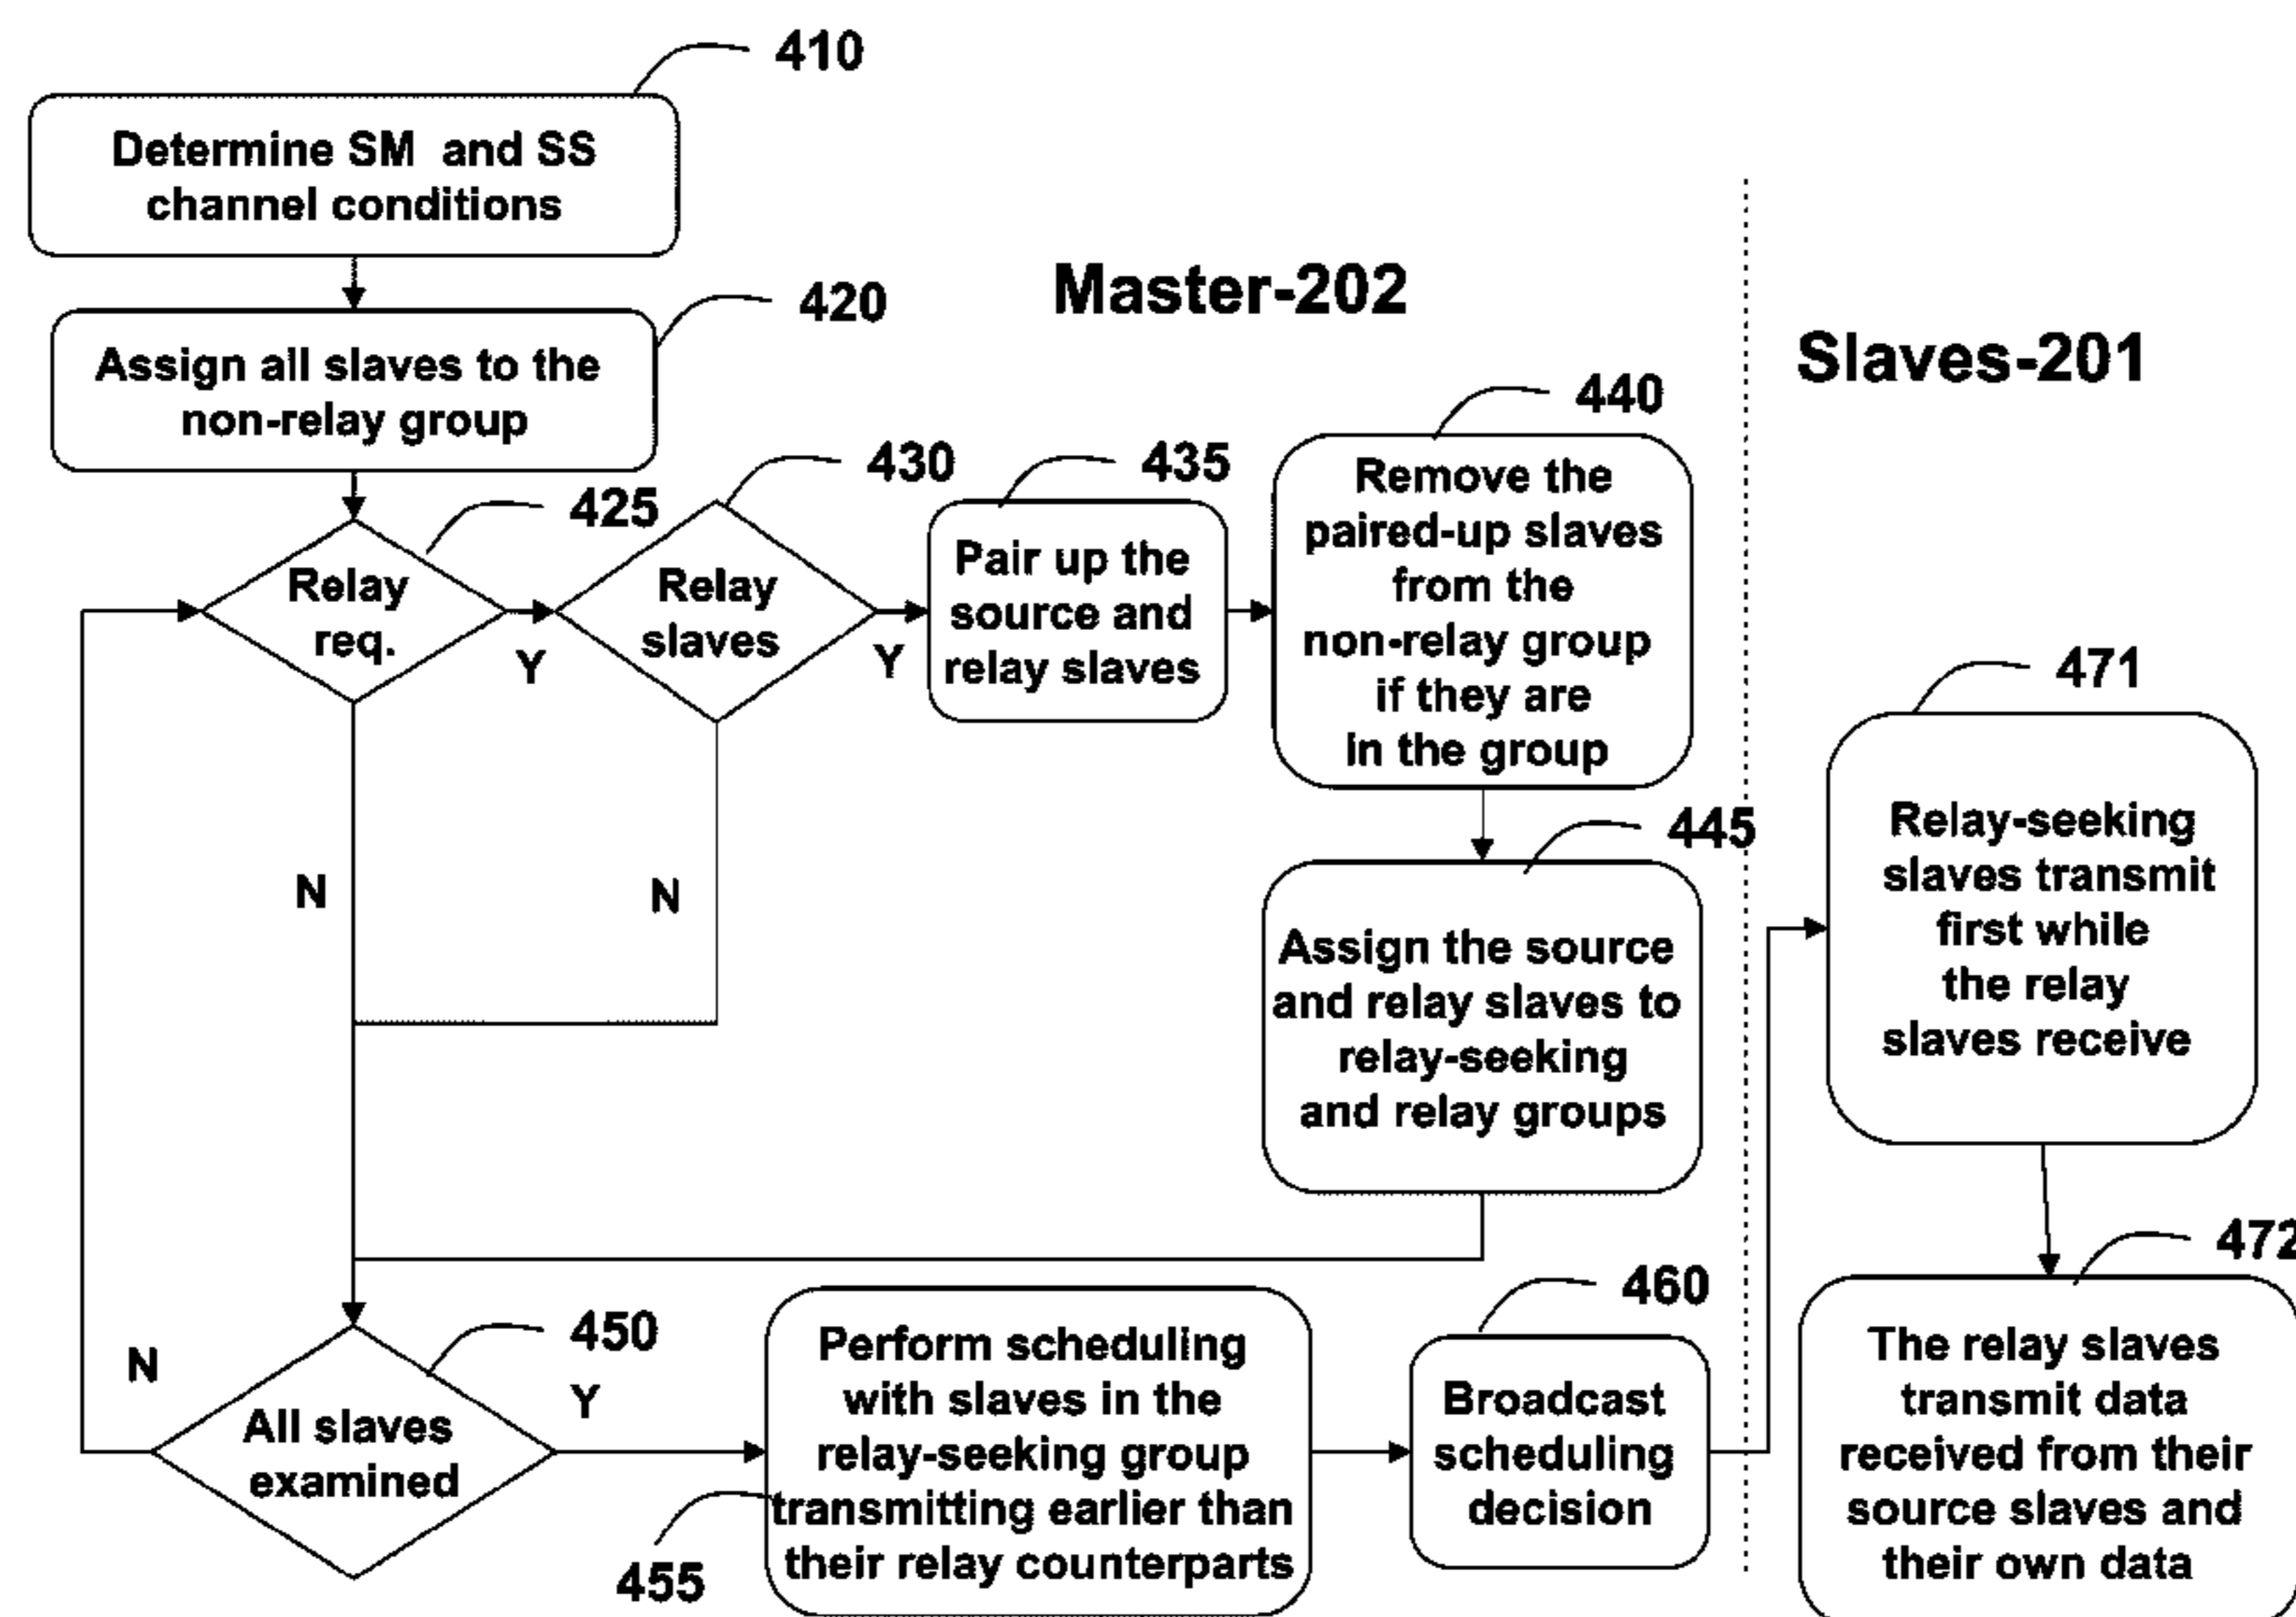 410
Determine SM and SS
channel conditions
420
Assign all slaves to the
non-relay group
Master-202
Slaves-201
425
Relay
req.
Y
N
430
Relay
slaves
Y
N
435
Pair up the
source and
relay slaves
440
Remove the
paired-up slaves
from the
non-relay group
if they are
in the group
445
Assign the source
and relay slaves to
relay-seeking
and relay groups
450
All slaves
examined
N
Y
455
Perform scheduling
with slaves in the
relay-seeking group
transmitting earlier than
their relay counterparts
460
Broadcast
scheduling
decision
471
Relay-seeking
slaves transmit
first while
the relay
slaves receive
472
The relay slaves
transmit data
received from their
source slaves and
their own data